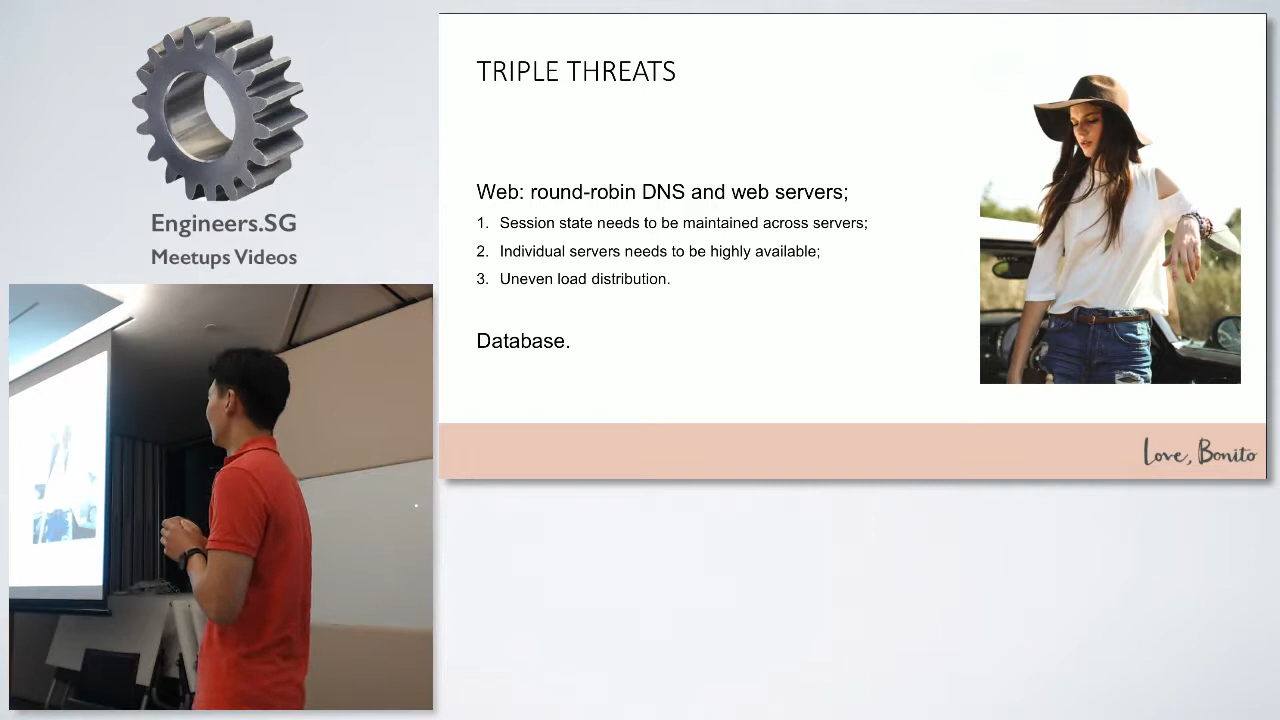 Engineers.SG
Meetups Videos
TRIPLE THREATS
Web: round-robin DNS and web servers;
1. Session state needs to be maintained across servers;
2. Individual servers needs to be highly available;
3. Uneven load distribution.
Database.
Love, Bonito